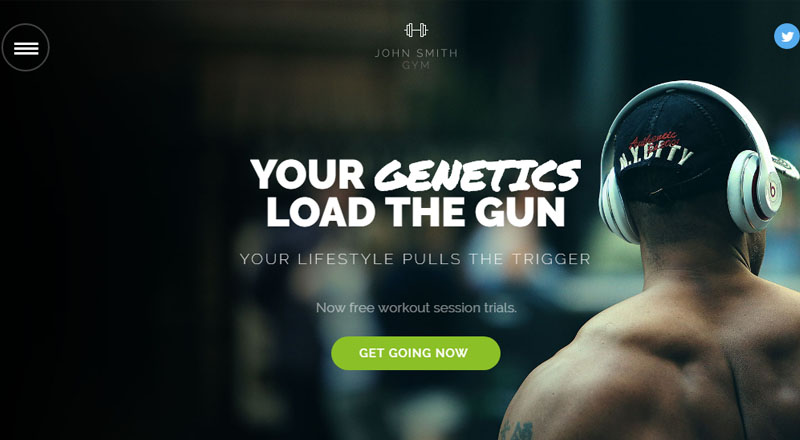 JOHN SMITH
GYM
Authentic
N.Y. CITY
YOUR GENETICS
LOAD THE GUN
YOUR LIFESTYLE PULLS THE TRIGGER
Now free workout session trials.
GET GOING NOW
b